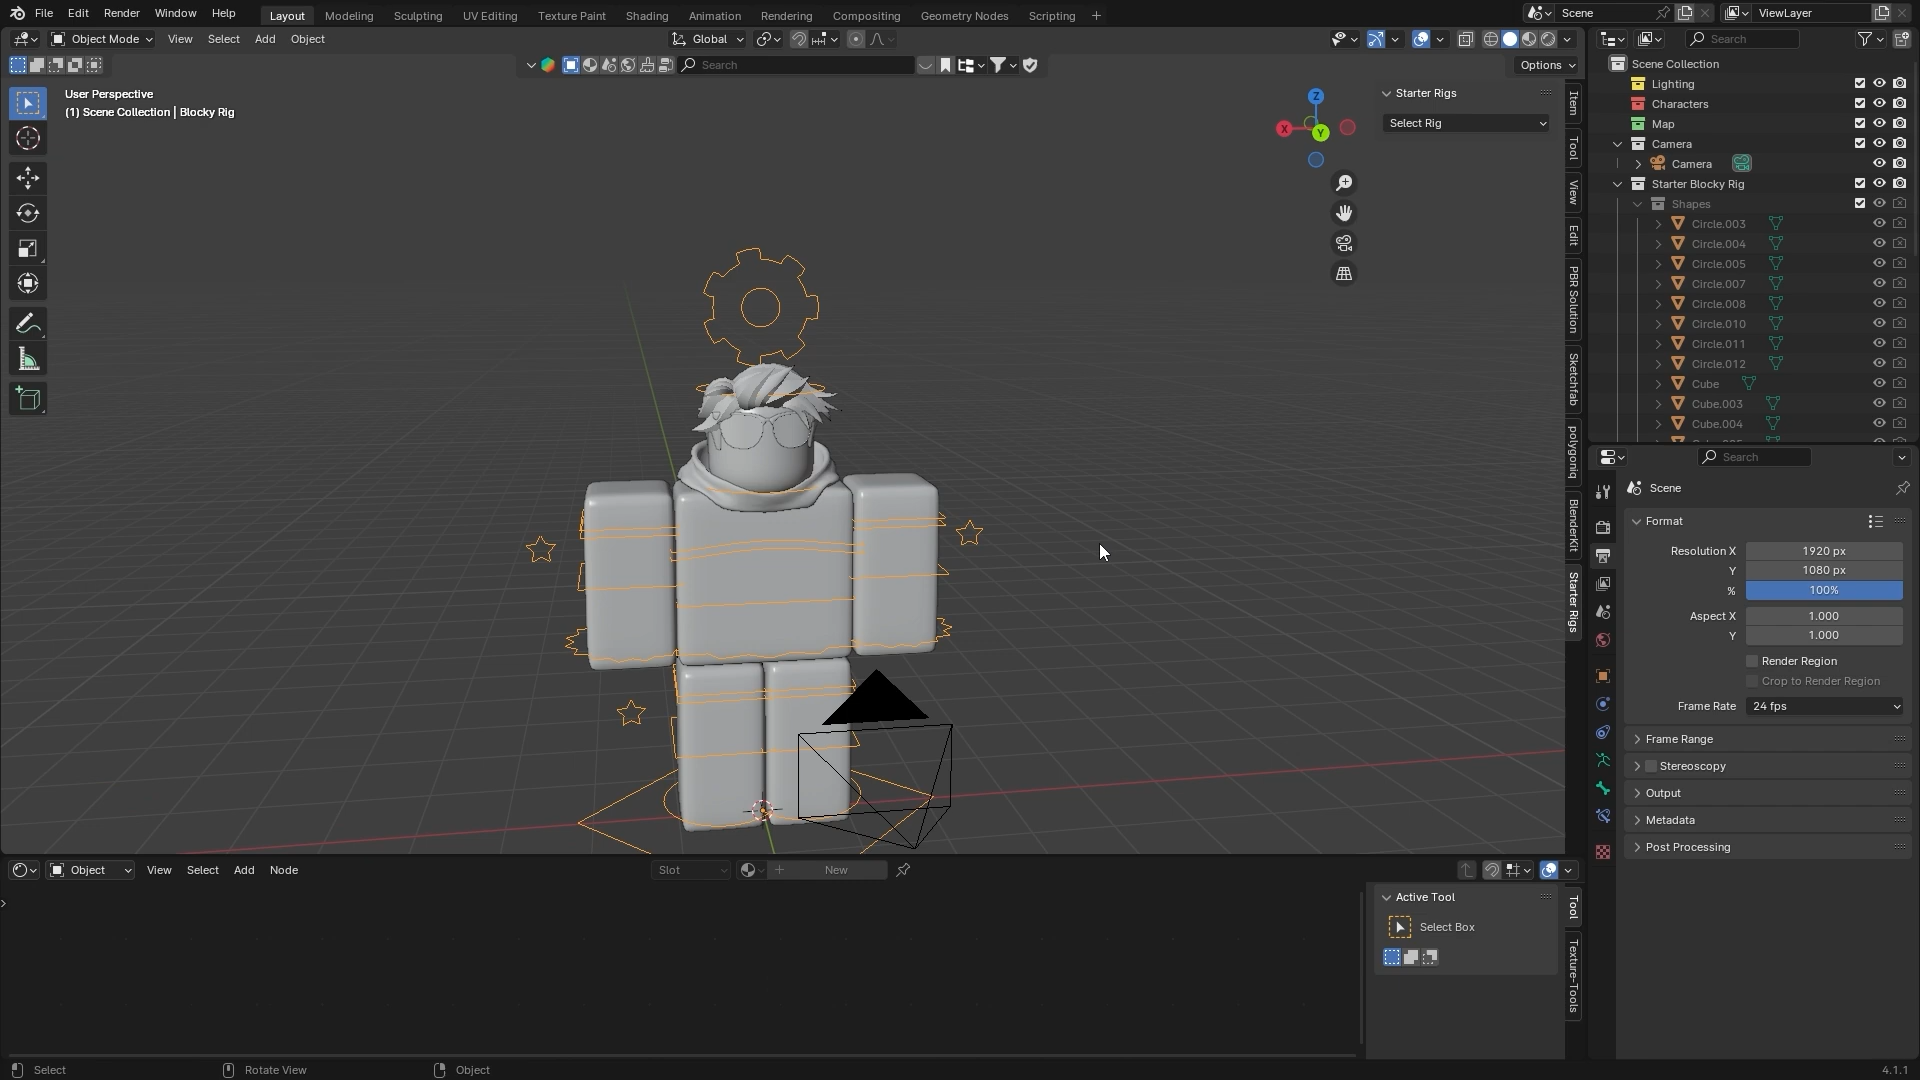 File Edit Render Window Help Layout Modeling Sculpting UV Editing Texture Paint Shading Animation Rendering Compositing Geometry Nodes Scripting + Scene ViewLayer
Object Mode View Select Add Object Global Search
Search Options
User Perspective
(1) Scene Collection | Blocky Rig
Z
X
Y
Starter Rigs
Select Rig
Item
Tool
View
Edit
PBR Solution
Sketchfab
polygoniq
BlenderKit
Starter Rigs
Scene Collection
Lighting
Characters
Map
Camera
Camera
Starter Blocky Rig
Shapes
Circle.003
Circle.004
Circle.005
Circle.007
Circle.008
Circle.010
Circle.011
Circle.012
Cube
Cube.003
Cube.004
Search
Scene
Format
Resolution X 1920 px
Y 1080 px
% 100%
Aspect X 1.000
Y 1.000
Render Region
Crop to Render Region
Frame Rate 24 fps
Frame Range
Stereoscopy
Output
Metadata
Post Processing
Object View Select Add Node Slot New
Active Tool
Select Box
Tool
Texture-Tools
Select Rotate View Object 4.1.1